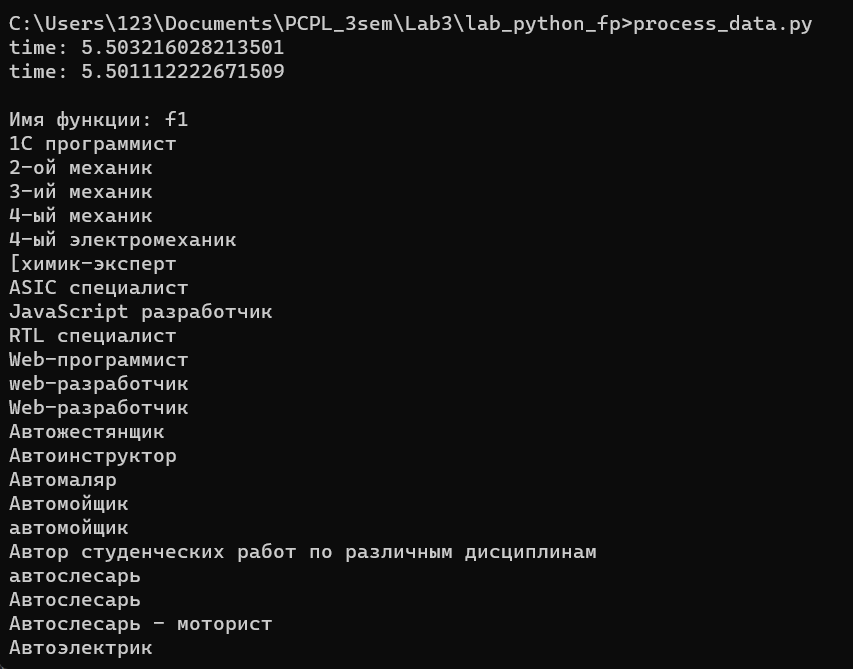 C:\Users\123\Documents\PCPL_3sem\Lab3\lab_python_fp>process_data.py
time: 5.503216028213501
time: 5.501112222671509
Имя функции: f1
1С программист
2-ой механик
3-ий механик
4-ый механик
4-ый электромеханик
[химик-эксперт
ASIC специалист
JavaScript разработчик
RTL специалист
Web-программист
web-разработчик
Web-разработчик
Автожестянщик
Автоинструктор
Автомаляр
Автомойщик
автомойщик
Автор студенческих работ по различным дисциплинам
автослесарь
Автослесарь
Автослесарь - моторист
Автоэлектрик